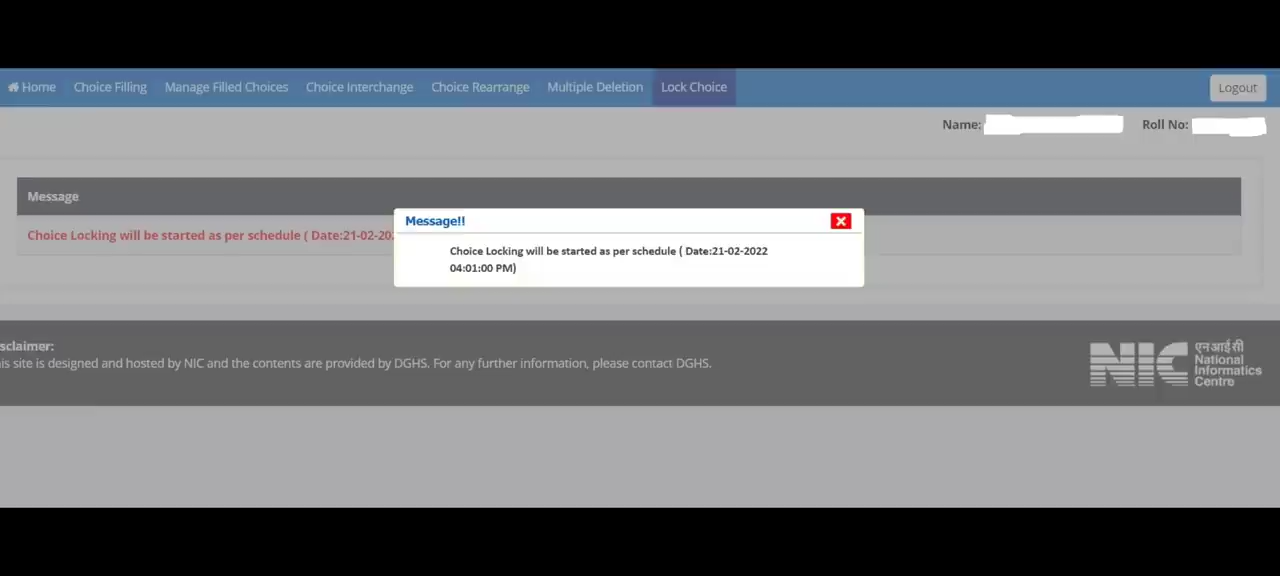 Home Choice Filling Manage Filled Choices Choice Interchange Choice Rearrange Multiple Deletion Lock Choice Logout
Name: Roll No:
Message
Choice Locking will be started as per schedule ( Date:21-02-20
Message!!
Choice Locking will be started as per schedule ( Date:21-02-2022
04:01:00 PM)
sclaimer:
is site is designed and hosted by NIC and the contents are provided by DGHS. For any further information, please contact DGHS.
NIC
एन आई सी
National
Informatics
Centre